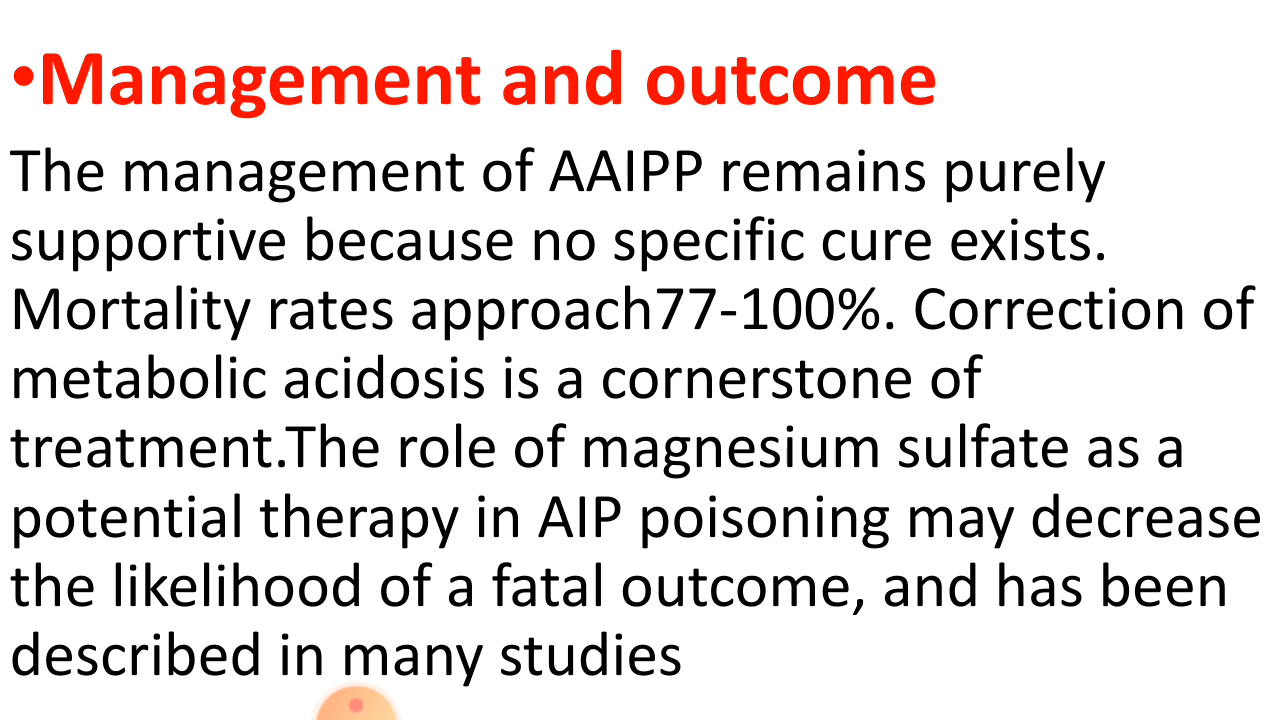 •Management and outcome
The management of AAIPP remains purely
supportive because no specific cure exists.
Mortality rates approach77-100%. Correction of
metabolic acidosis is a cornerstone of
treatment.The role of magnesium sulfate as a
potential therapy in AIP poisoning may decrease
the likelihood of a fatal outcome, and has been
described in many studies